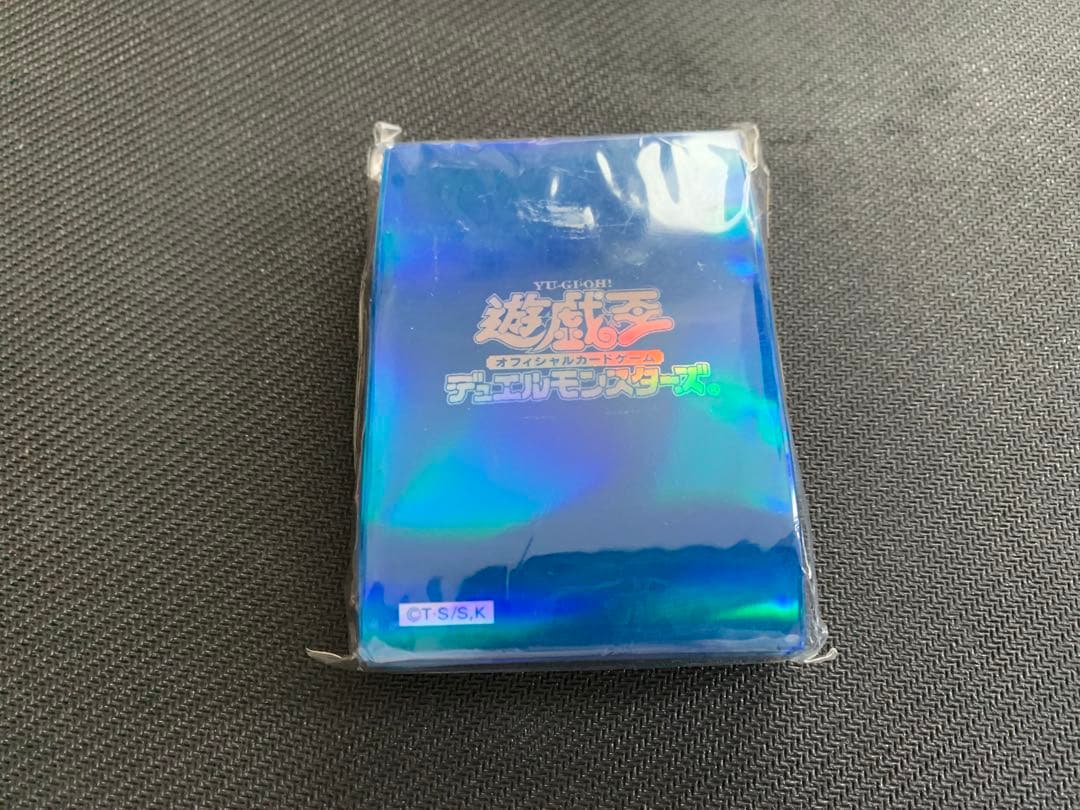 YU-GI-OH!
遊戯王
オフィシャルカードゲーム
デュエルモンスターズ®
©T·S/S,K